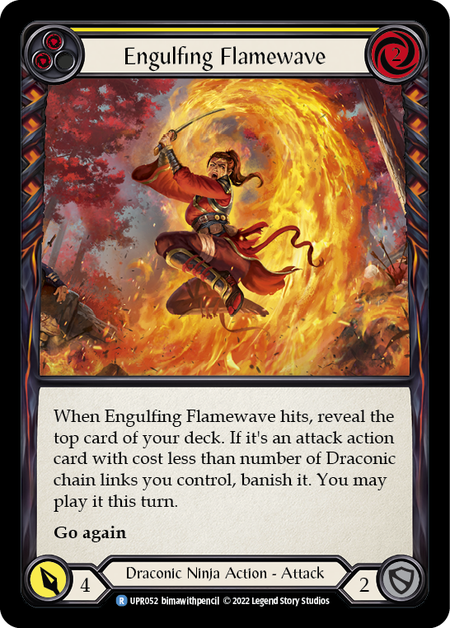 Engulfing Flamewave
2
When Engulfing Flamewave hits, reveal the
top card of your deck. If it's an attack action
card with cost less than number of Draconic
chain links you control, banish it. You may
play it this turn.
Go again
4
Draconic Ninja Action - Attack
2
R UPR052 bimawithpencil ©2022 Legend Story Studios